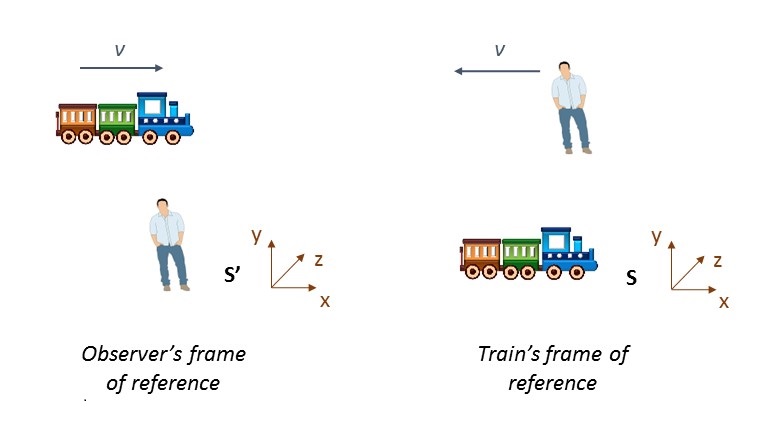 v
v
y
z
S’
x
y
z
S
x
Observer’s frame
of reference
Train’s frame of
reference